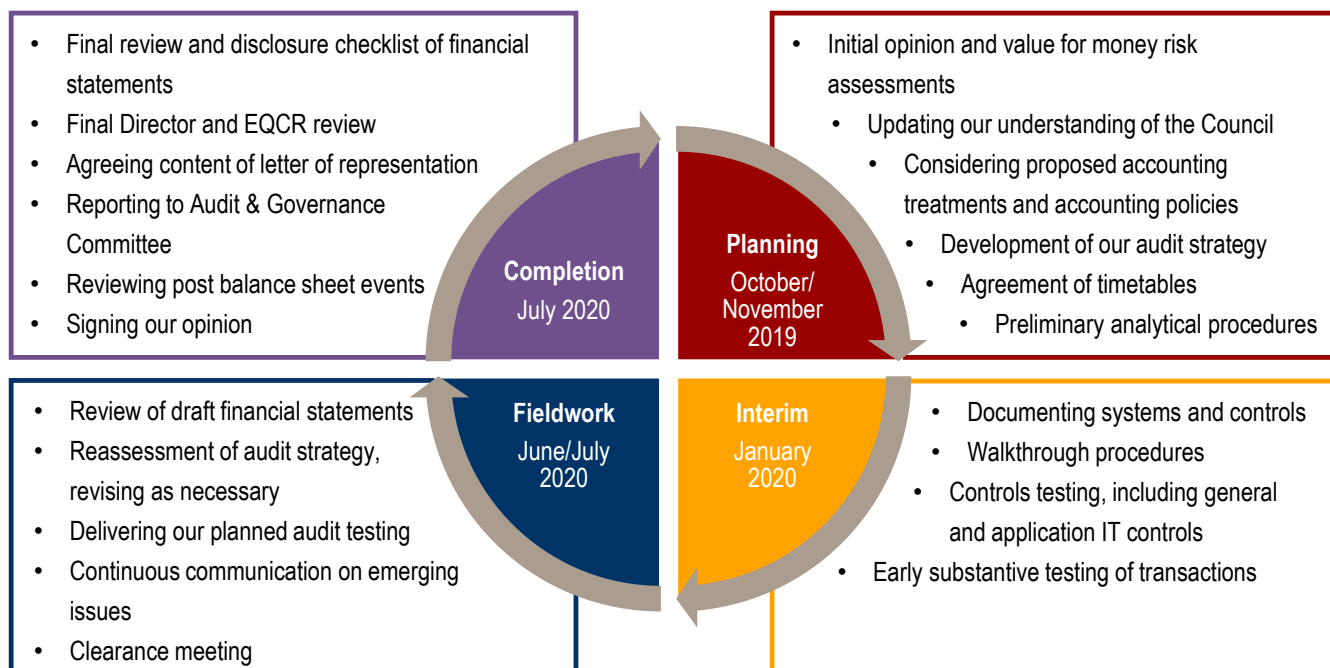 • Final review and disclosure checklist of financial
statements
• Final Director and EQCR review
• Agreeing content of letter of representation
• Reporting to Audit & Governance
Committee
• Reviewing post balance sheet events
• Signing our opinion
Completion
July 2020
• Initial opinion and value for money risk
assessments
• Updating our understanding of the Council
• Considering proposed accounting
treatments and accounting policies
• Development of our audit strategy
• Agreement of timetables
• Preliminary analytical procedures
Planning
October/
November
2019
• Review of draft financial statements
• Reassessment of audit strategy,
revising as necessary
• Delivering our planned audit testing
• Continuous communication on emerging
issues
• Clearance meeting
Fieldwork
June/July
2020
Interim
January
2020
• Documenting systems and controls
• Walkthrough procedures
• Controls testing, including general
and application IT controls
• Early substantive testing of transactions